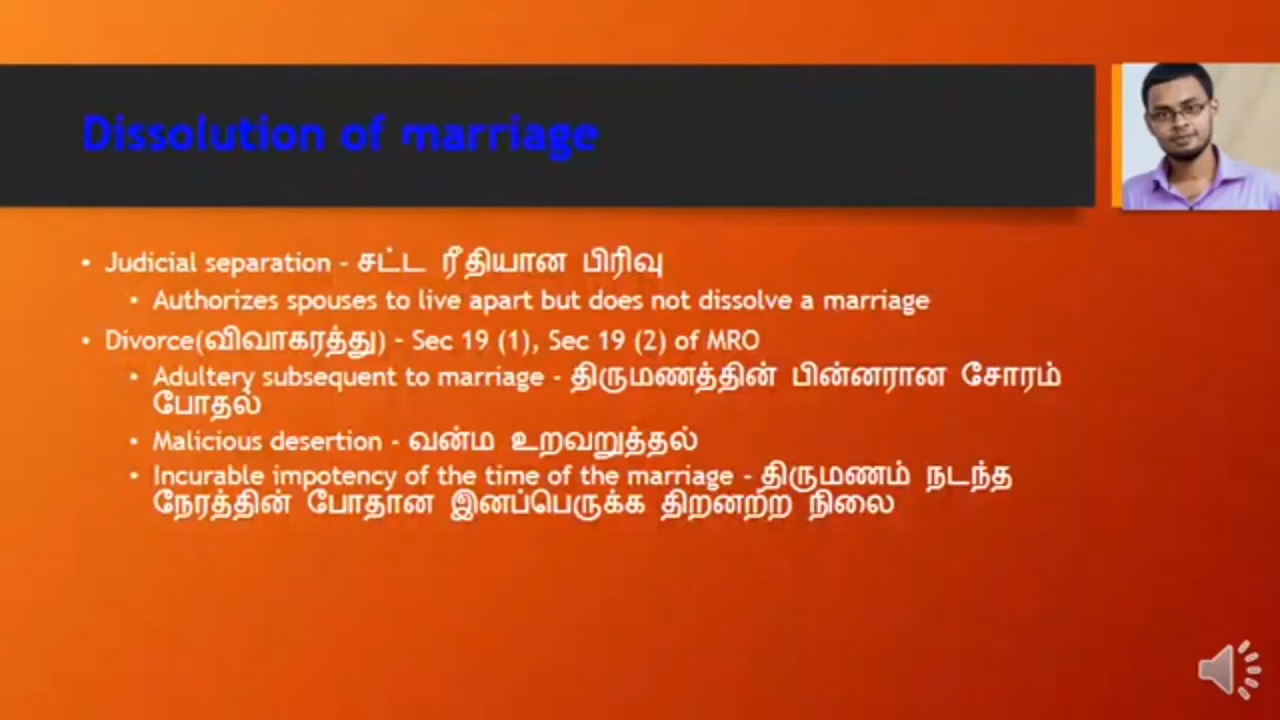 Dissolution of marriage
• Judicial separation - சட்ட ரீதியான பிரிவு
• Authorizes spouses to live apart but does not dissolve a marriage
• Divorce(விவாகரத்து) - Sec 19 (1), Sec 19 (2) of MRO
• Adultery subsequent to marriage - திருமணத்தின் பின்னரான சோரம்
போதல்
• Malicious desertion - வன்ம உறவறுத்தல்
• Incurable impotency of the time of the marriage - திருமணம் நடந்த
நேரத்தின் போதான இனப்பெருக்க திறனற்ற நிலை